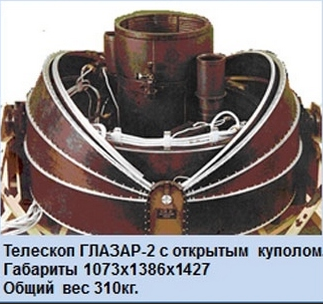 Телескоп ГЛАЗАР-2 с открытым куполом.
Габариты 1073х1386х1427
Общий вес 310кг.